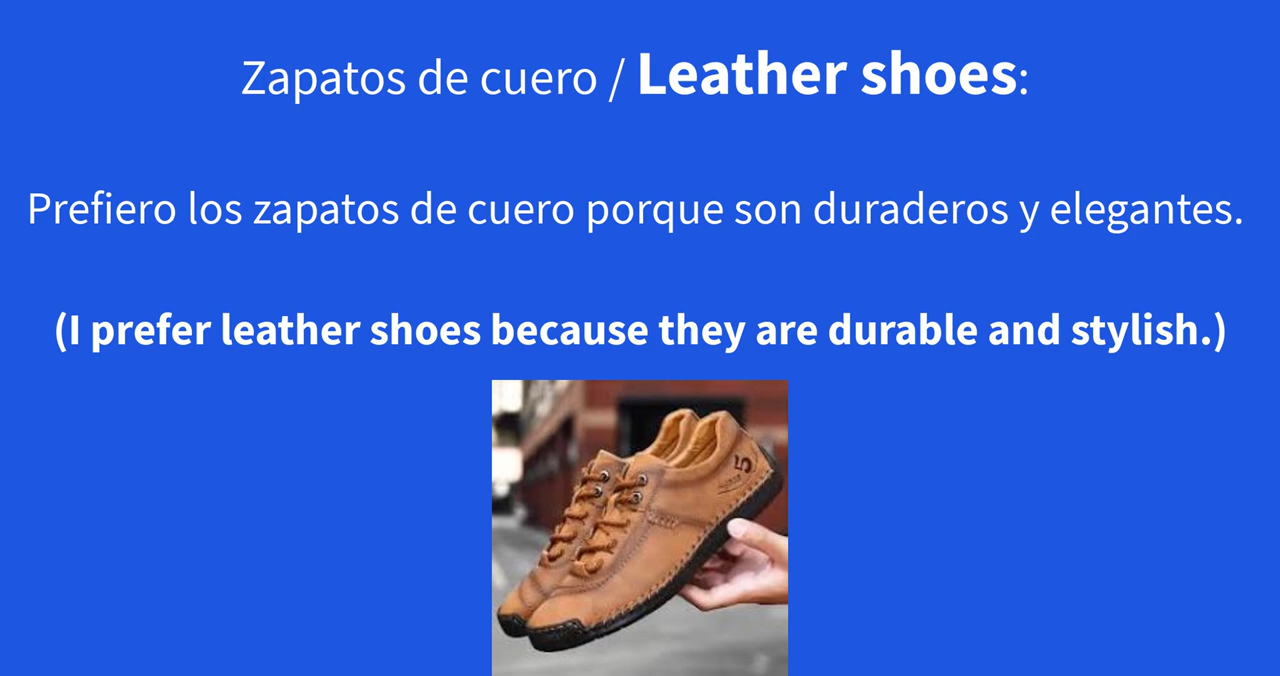 Zapatos de cuero / Leather shoes:
Prefiero los zapatos de cuero porque son duraderos y elegantes.
(I prefer leather shoes because they are durable and stylish.)
5